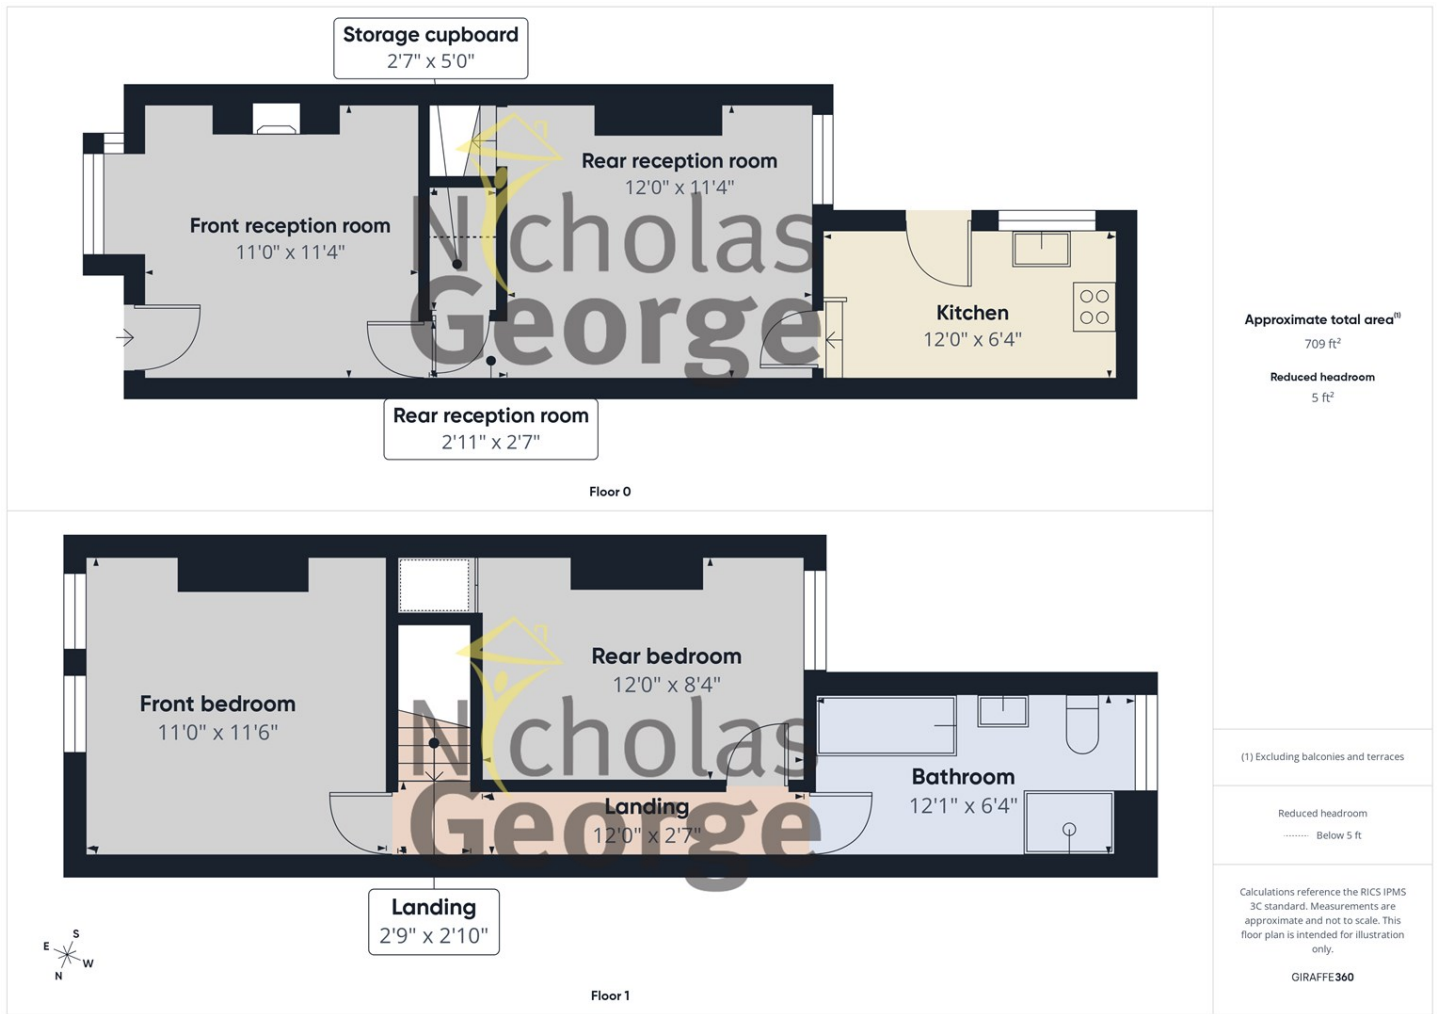 Storage cupboard
2'7" x 5'0"
Front reception room
11'0" x 11'4"
Rear reception room
12'0" x 11'4"
Kitchen
12'0" x 6'4"
Rear reception room
2'11" x 2'7"
Nicholas
George
Floor 0
Front bedroom
11'0" x 11'6"
Rear bedroom
12'0" x 8'4"
Bathroom
12'1" x 6'4"
Landing
12'0" x 2'7"
Landing
2'9" x 2'10"
Nicholas
George
S
E
W
N
Floor 1
Approximate total area(1)
709 ft²
Reduced headroom
5 ft²
(1) Excluding balconies and terraces
Reduced headroom
Below 5 ft
Calculations reference the RICS IPMS
3C standard. Measurements are
approximate and not to scale. This
floor plan is intended for illustration
only.
GIRAFFE360